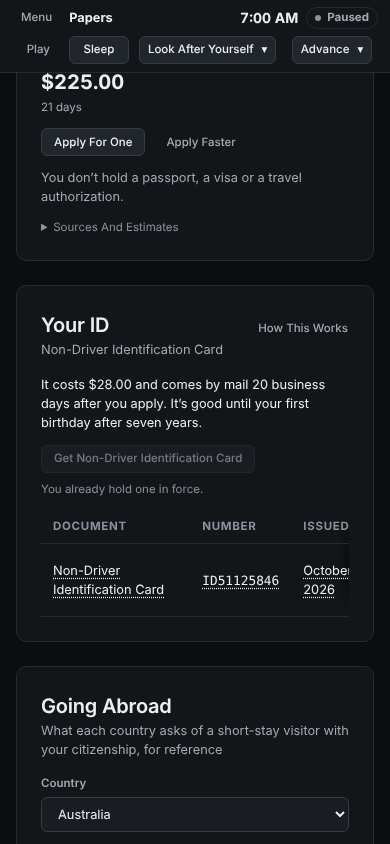 Menu Papers 7:00 AM Paused
Play Sleep Look After Yourself ▾ Advance ▾
$225.00
21 days
Apply For One Apply Faster
You don’t hold a passport, a visa or a travel
authorization.
▶ Sources And Estimates
Your ID How This Works
Non-Driver Identification Card
It costs $28.00 and comes by mail 20 business
days after you apply. It’s good until your first
birthday after seven years.
Get Non-Driver Identification Card
You already hold one in force.
DOCUMENT NUMBER ISSUED
Non-Driver
Identification Card
ID51125846
October
2026
Going Abroad
What each country asks of a short-stay visitor with
your citizenship, for reference
Country
Australia